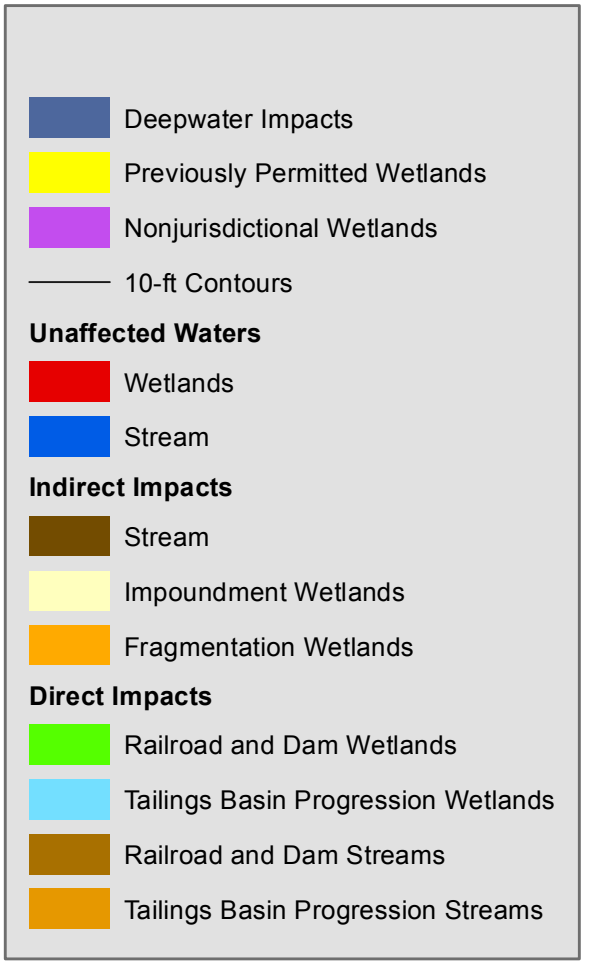 Deepwater Impacts
Previously Permitted Wetlands
Nonjurisdictional Wetlands
10-ft Contours
Unaffected Waters
Wetlands
Stream
Indirect Impacts
Stream
Impoundment Wetlands
Fragmentation Wetlands
Direct Impacts
Railroad and Dam Wetlands
Tailings Basin Progression Wetlands
Railroad and Dam Streams
Tailings Basin Progression Streams